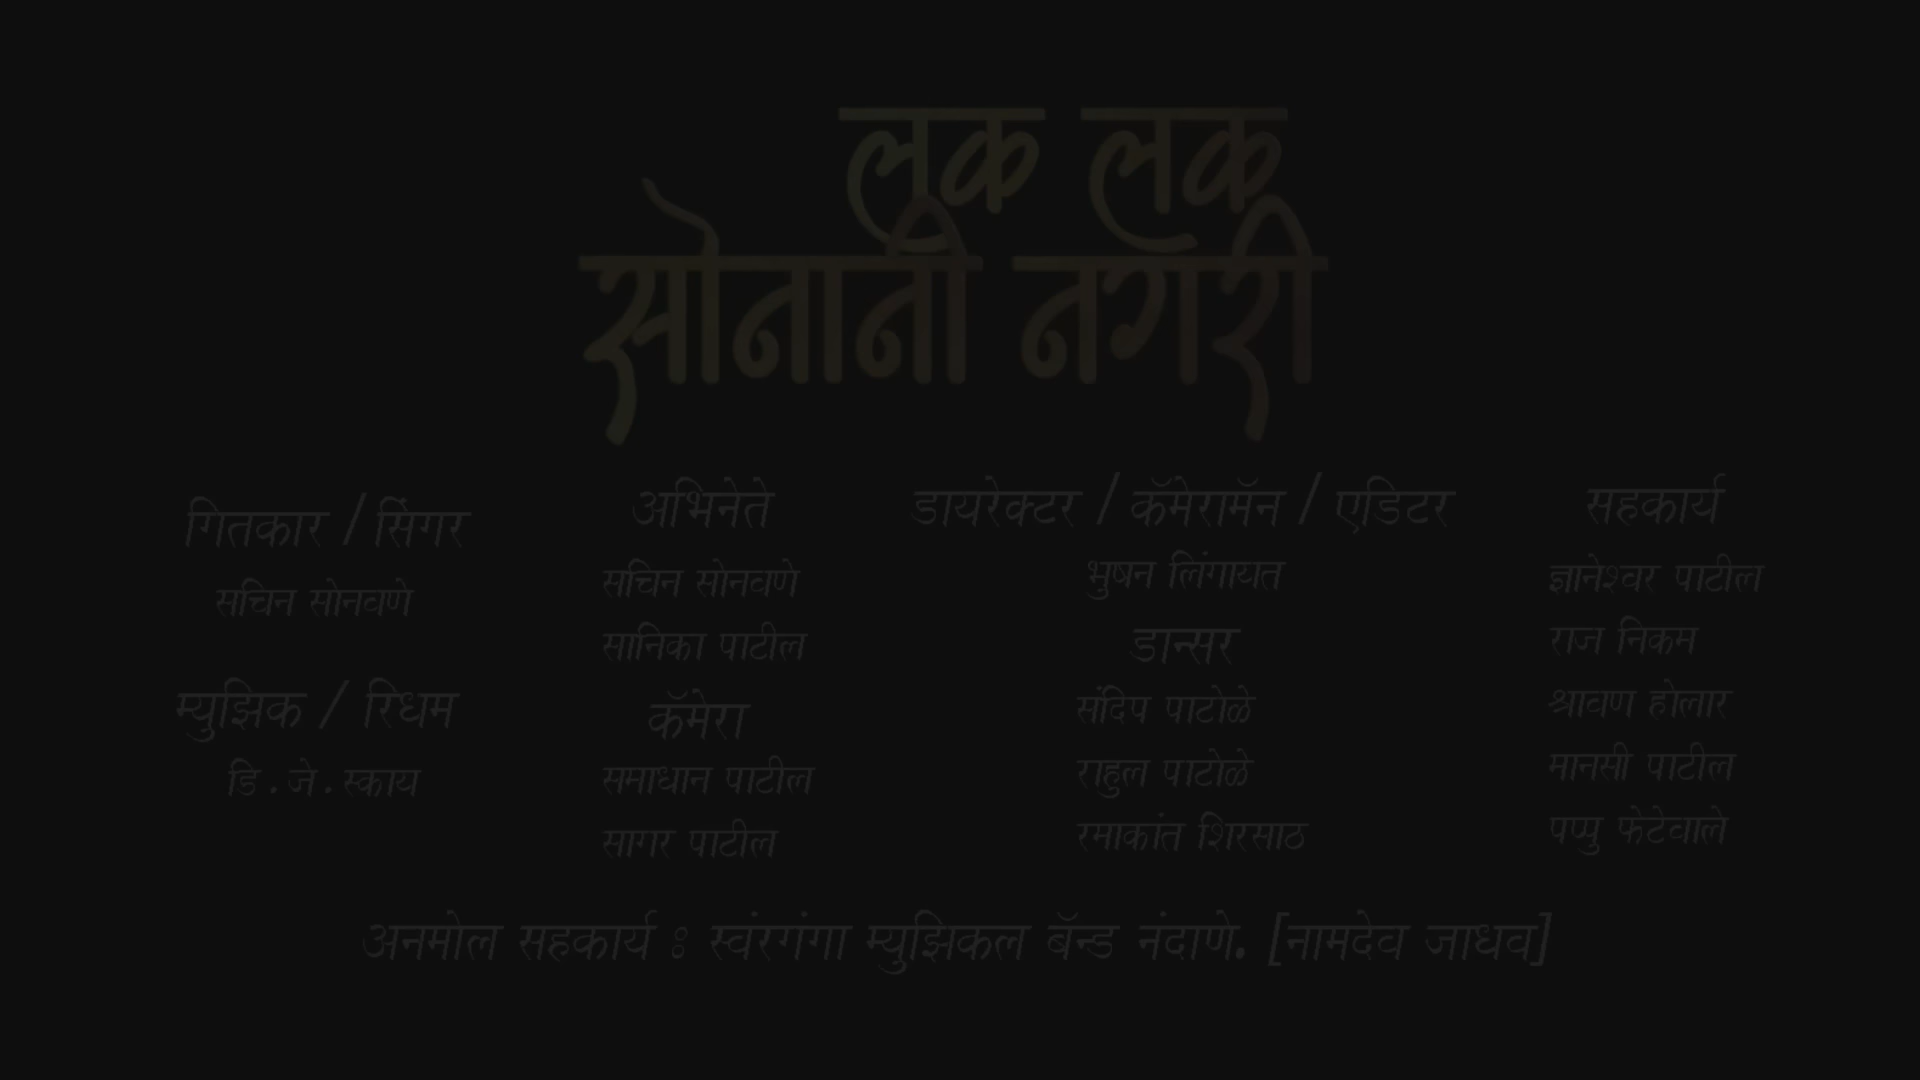 लक लक
सोनानी नगरी
गितकार / सिंगर
सचिन सोनवणे
म्युझिक / रिधम
डि . जे . स्काय
अभिनेते
सचिन सोनवणे
सानिका पाटील
कॅमेरा
समाधान पाटील
सागर पाटील
डायरेक्टर / कॅमेरामॅन / एडिटर
भुषन लिंगायत
डान्सर
संदिप पाटोळे
राहुल पाटोळे
रमाकांत शिरसाठ
सहकार्य
ज्ञानेश्वर पाटील
राज निकम
श्रावण होलार
मानसी पाटील
पप्पु फेटेवाले
अनमोल सहकार्य : स्वंरगंगा म्युझिकल बॅन्ड नंदाणे. [नामदेव जाधव]